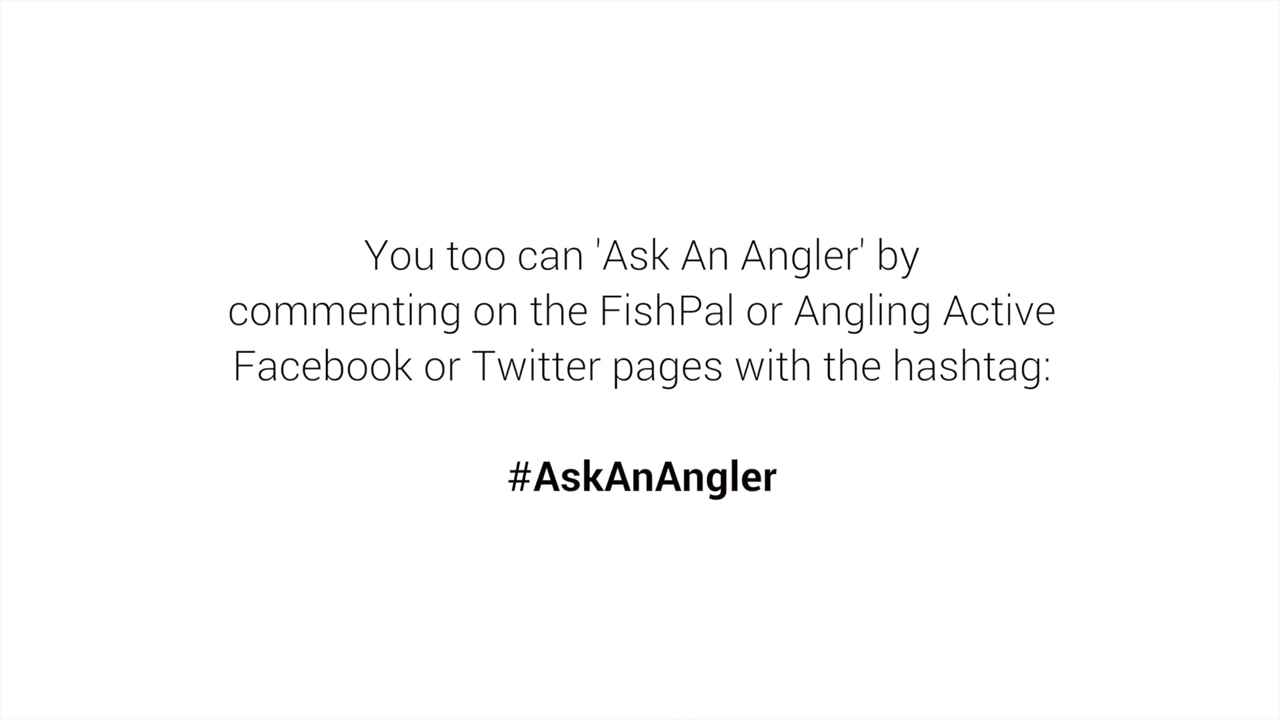 You too can 'Ask An Angler' by
commenting on the FishPal or Angling Active
Facebook or Twitter pages with the hashtag:
#AskAnAngler